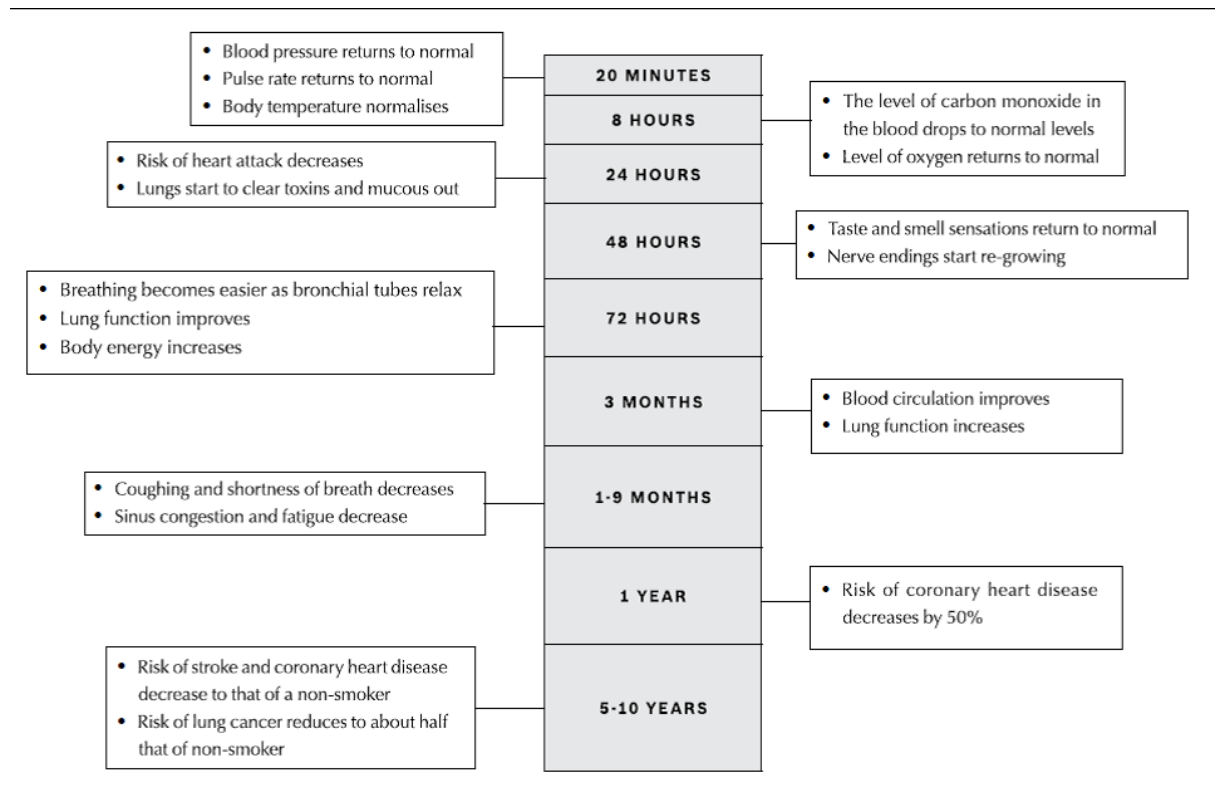 20 MINUTES
• Blood pressure returns to normal
• Pulse rate returns to normal
• Body temperature normalises
8 HOURS
• The level of carbon monoxide in
the blood drops to normal levels
• Level of oxygen returns to normal
24 HOURS
• Risk of heart attack decreases
• Lungs start to clear toxins and mucous out
48 HOURS
• Taste and smell sensations return to normal
• Nerve endings start re-growing
72 HOURS
• Breathing becomes easier as bronchial tubes relax
• Lung function improves
• Body energy increases
3 MONTHS
• Blood circulation improves
• Lung function increases
1-9 MONTHS
• Coughing and shortness of breath decreases
• Sinus congestion and fatigue decrease
1 YEAR
• Risk of coronary heart disease
decreases by 50%
5-10 YEARS
• Risk of stroke and coronary heart disease
decrease to that of a non-smoker
• Risk of lung cancer reduces to about half
that of non-smoker